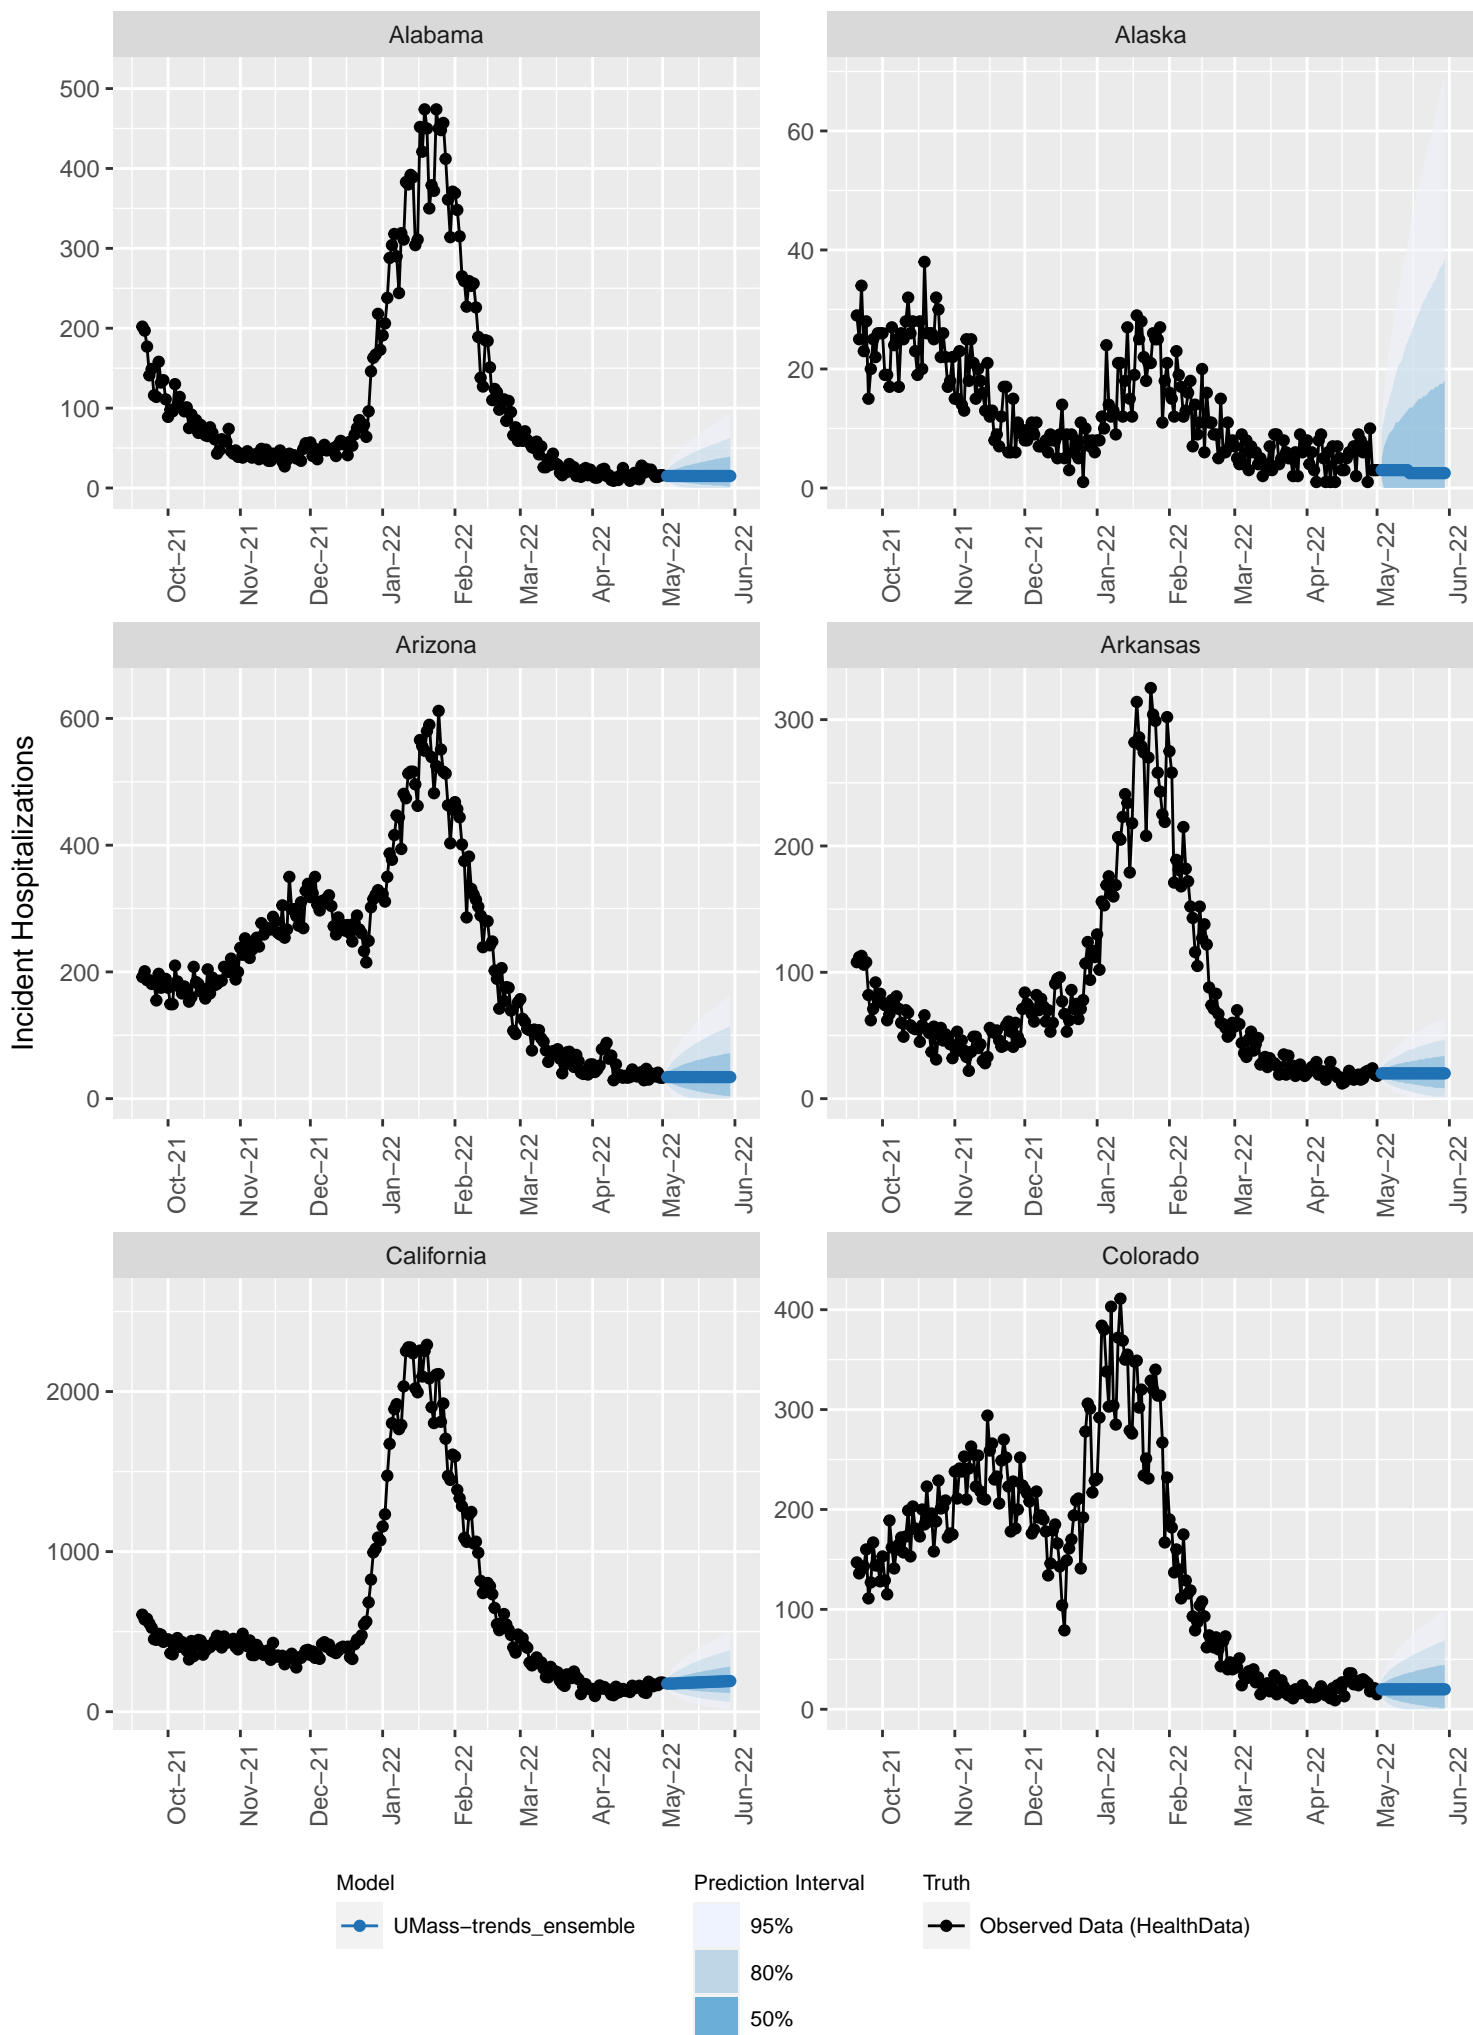 Alabama
Alaska
500
400
300
200
100
0
60
40
20
0
Oct−21
Nov−21
Dec−21
Jan−22
Feb−22
Mar−22
Apr−22
May−22
Jun−22
Oct−21
Nov−21
Dec−21
Jan−22
Feb−22
Mar−22
Apr−22
May−22
Jun−22
Incident Hospitalizations
Arizona
Arkansas
600
400
200
0
300
200
100
0
Oct−21
Nov−21
Dec−21
Jan−22
Feb−22
Mar−22
Apr−22
May−22
Jun−22
Oct−21
Nov−21
Dec−21
Jan−22
Feb−22
Mar−22
Apr−22
May−22
Jun−22
California
Colorado
2000
1000
0
400
300
200
100
0
Oct−21
Nov−21
Dec−21
Jan−22
Feb−22
Mar−22
Apr−22
May−22
Jun−22
Oct−21
Nov−21
Dec−21
Jan−22
Feb−22
Mar−22
Apr−22
May−22
Jun−22
Model
UMass−trends_ensemble
Prediction Interval
95%
80%
50%
Truth
Observed Data (HealthData)